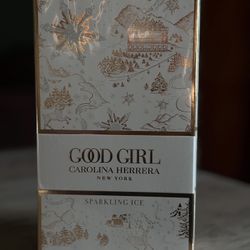 GOOD GIRL
CAROLINA HERRERA
NEW YORK
SPARKLING ICE